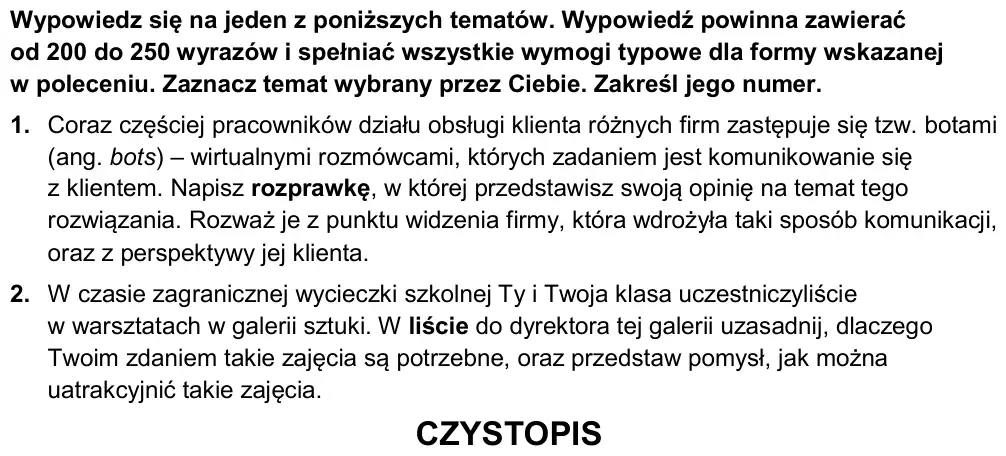 Wypowiedz się na jeden z poniższych tematów. Wypowiedź powinna zawierać
od 200 do 250 wyrazów i spełniać wszystkie wymogi typowe dla formy wskazanej
w poleceniu. Zaznacz temat wybrany przez Ciebie. Zakreśl jego numer.
1. Coraz częściej pracowników działu obsługi klienta różnych firm zastępuje się tzw. botami
(ang. bots) – wirtualnymi rozmówcami, których zadaniem jest komunikowanie się
z klientem. Napisz rozprawkę, w której przedstawisz swoją opinię na temat tego
rozwiązania. Rozważ je z punktu widzenia firmy, która wdrożyła taki sposób komunikacji,
oraz z perspektywy jej klienta.
2. W czasie zagranicznej wycieczki szkolnej Ty i Twoja klasa uczestniczyliście
w warsztatach w galerii sztuki. W liście do dyrektora tej galerii uzasadnij, dlaczego
Twoim zdaniem takie zajęcia są potrzebne, oraz przedstaw pomysł, jak można
uatrakcyjnić takie zajęcia.
CZYSTOPIS